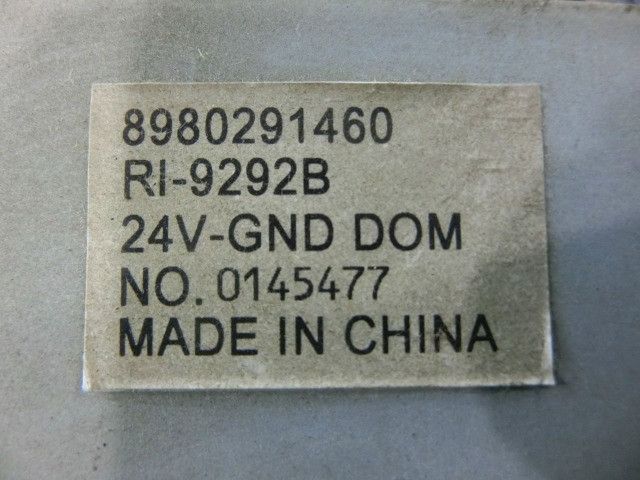 8980291460
RI-9292B
24V-GND DOM
NO. 0145477
MADE IN CHINA